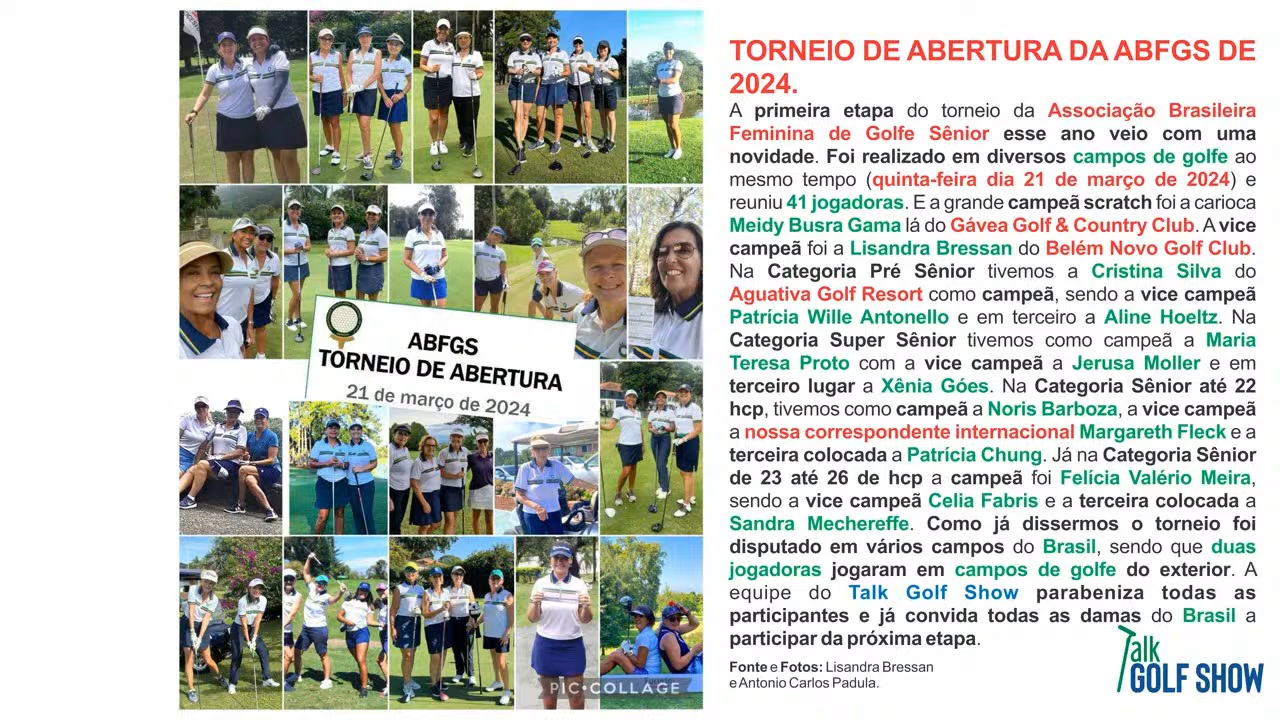 ABFGS
TORNEIO DE ABERTURA
21 de março de 2024
PIC•COLLAGE
TORNEIO DE ABERTURA DA ABFGS DE
2024.
A primeira etapa do torneio da Associação Brasileira
Feminina de Golfe Sênior esse ano veio com uma
novidade. Foi realizado em diversos campos de golfe ao
mesmo tempo (quinta-feira dia 21 de março de 2024) e
reuniu 41 jogadoras. E a grande campeã scratch foi a carioca
Meidy Busra Gama lá do Gávea Golf & Country Club. A vice
campeã foi a Lisandra Bressan do Belém Novo Golf Club.
Na Categoria Pré Sênior tivemos a Cristina Silva do
Aguativa Golf Resort como campeã, sendo a vice campeã
Patrícia Wille Antonello e em terceiro a Aline Hoeltz. Na
Categoria Super Sênior tivemos como campeã a Maria
Teresa Proto com a vice campeã a Jerusa Moller e em
terceiro lugar a Xênia Góes. Na Categoria Sênior até 22
hcp, tivemos como campeã a Noris Barboza, a vice campeã
a nossa correspondente internacional Margareth Fleck e a
terceira colocada a Patrícia Chung. Já na Categoria Sênior
de 23 até 26 de hcp a campeã foi Felícia Valério Meira,
sendo a vice campeã Celia Fabris e a terceira colocada a
Sandra Mechereffe. Como já dissermos o torneio foi
disputado em vários campos do Brasil, sendo que duas
jogadoras jogaram em campos de golfe do exterior. A
equipe do Talk Golf Show parabeniza todas as
participantes e já convida todas as damas do Brasil a
participar da próxima etapa.
Fonte e Fotos: Lisandra Bressan
e Antonio Carlos Padula.
Talk
GOLF SHOW